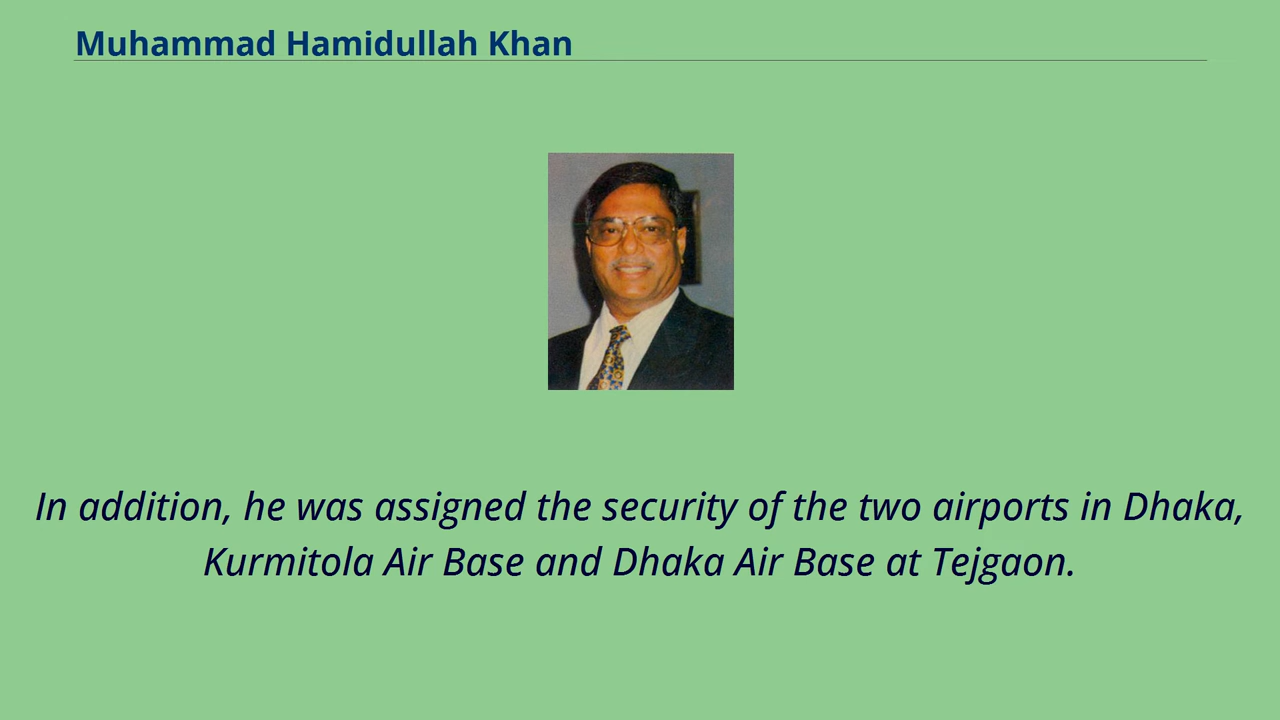 Muhammad Hamidullah Khan
In addition, he was assigned the security of the two airports in Dhaka,
Kurmitola Air Base and Dhaka Air Base at Tejgaon.